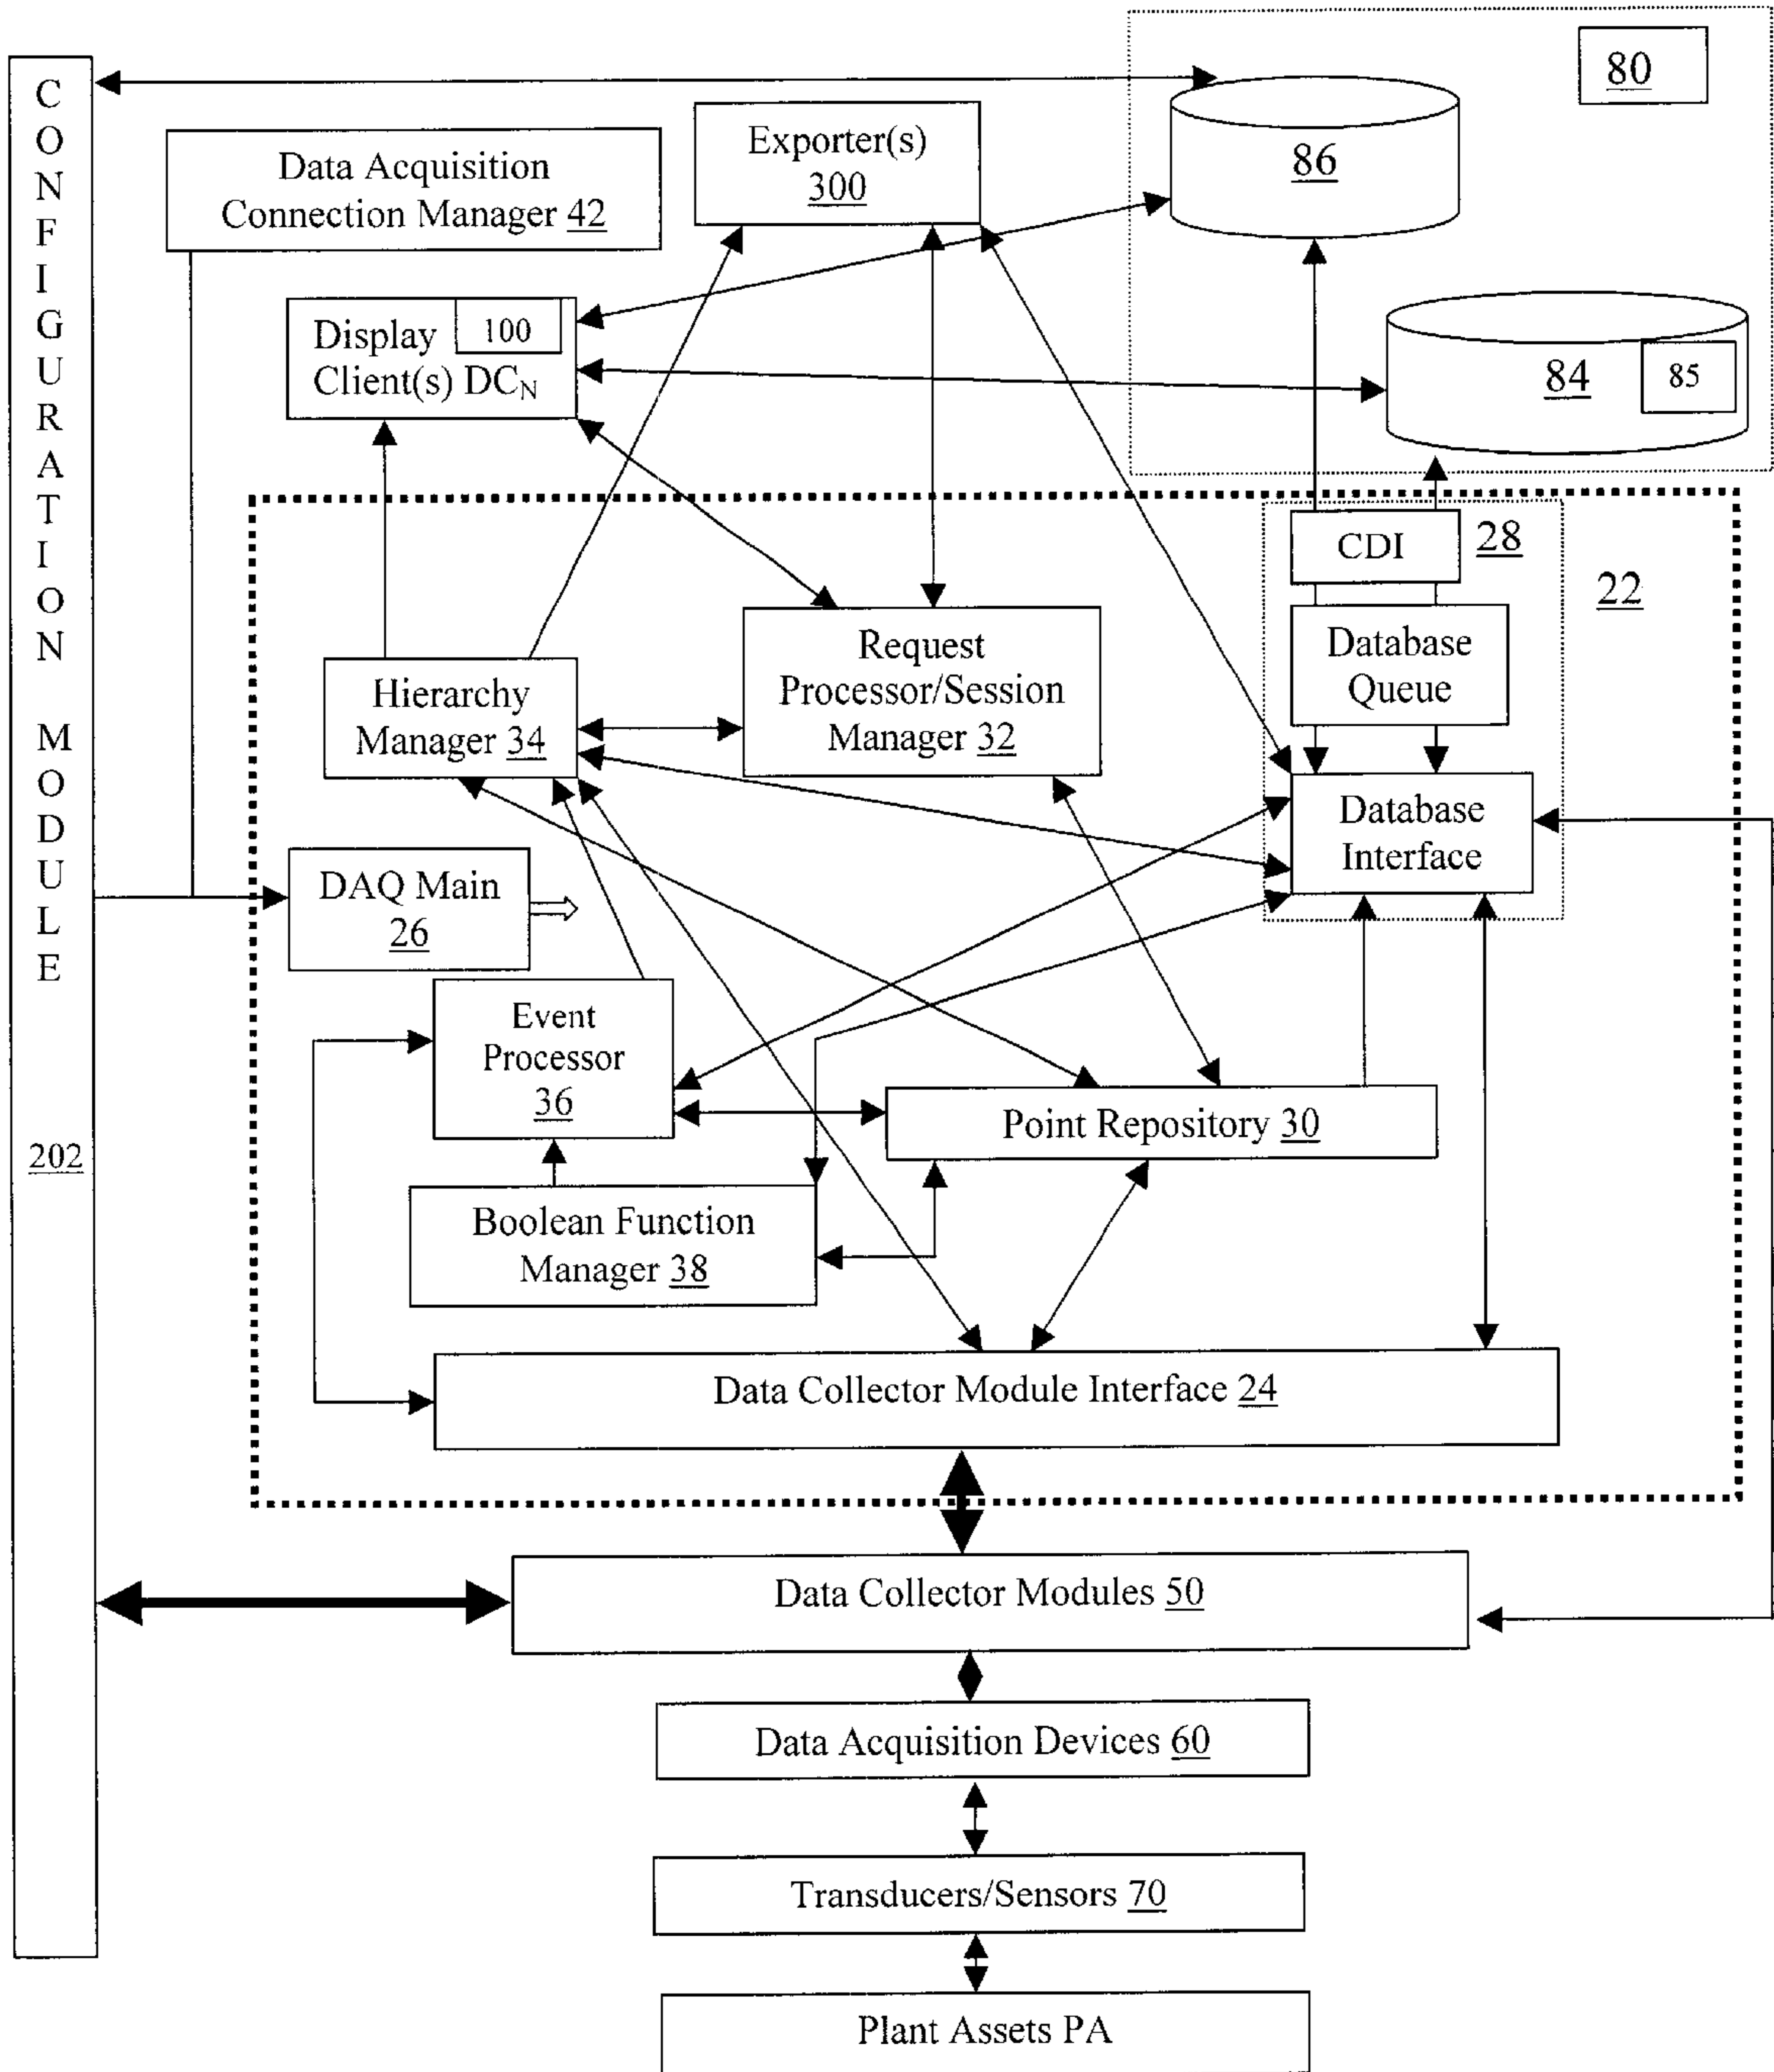 CONFIGURATION MODULE
202
80
86
Exporter(s)
300
Data Acquisition
Connection Manager 42
Display
100
Client(s) DCN
84
85
CDI
28
22
Database
Queue
Request
Processor/Session
Manager 32
Hierarchy
Manager 34
Database
Interface
DAQ Main
26
Event
Processor
36
Point Repository 30
Boolean Function
Manager 38
Data Collector Module Interface 24
Data Collector Modules 50
Data Acquisition Devices 60
Transducers/Sensors 70
Plant Assets PA